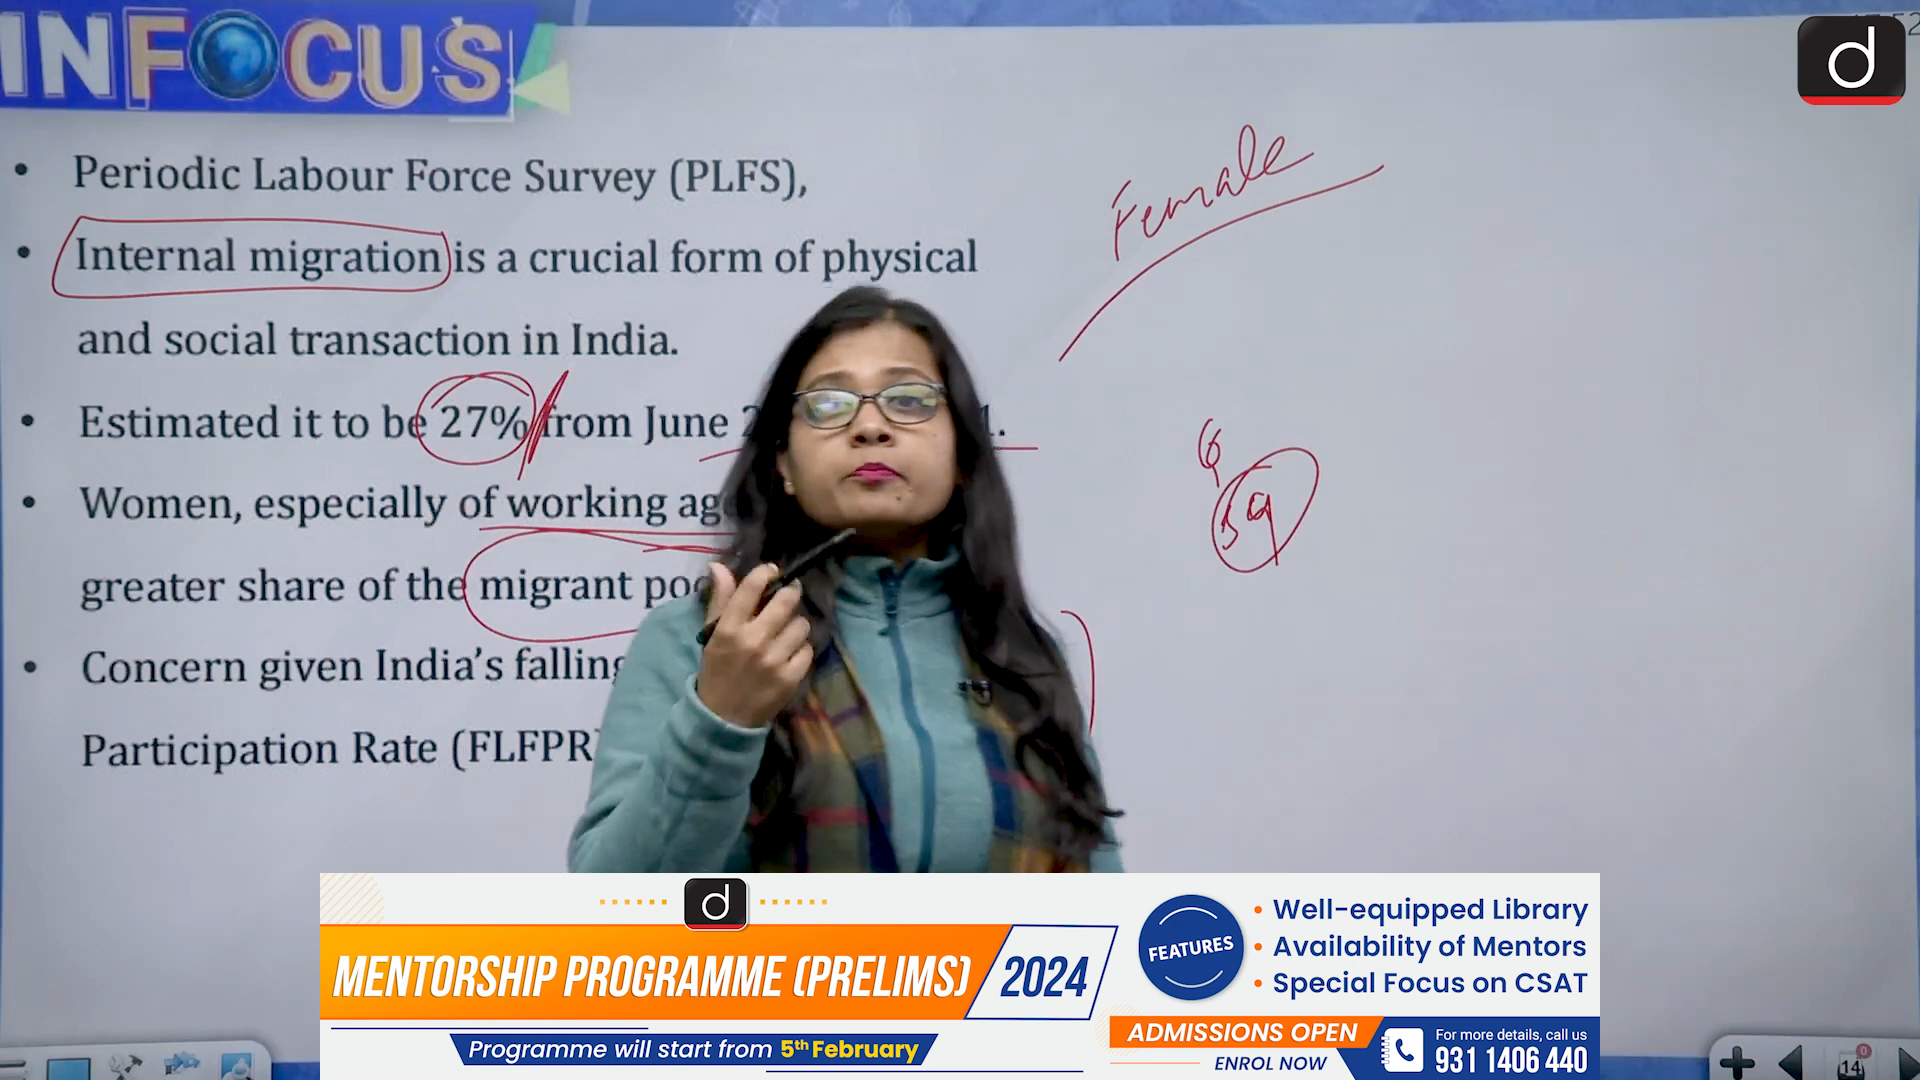 INFOCUS
d
• Periodic Labour Force Survey (PLFS),
• Internal migration is a crucial form of physical
and social transaction in India.
• Estimated it to be 27% from June
• Women, especially of working
greater share of the migrant
• Concern given India's
Participation Rate (FLFPR)
Female
d
MENTORSHIP PROGRAMME (PRELIMS) 2024
Programme will start from 5th February
FEATURES
• Well-equipped Library
• Availability of Mentors
• Special Focus on CSAT
ADMISSIONS OPEN
ENROL NOW
For more details, call us
931 1406 440
14
0